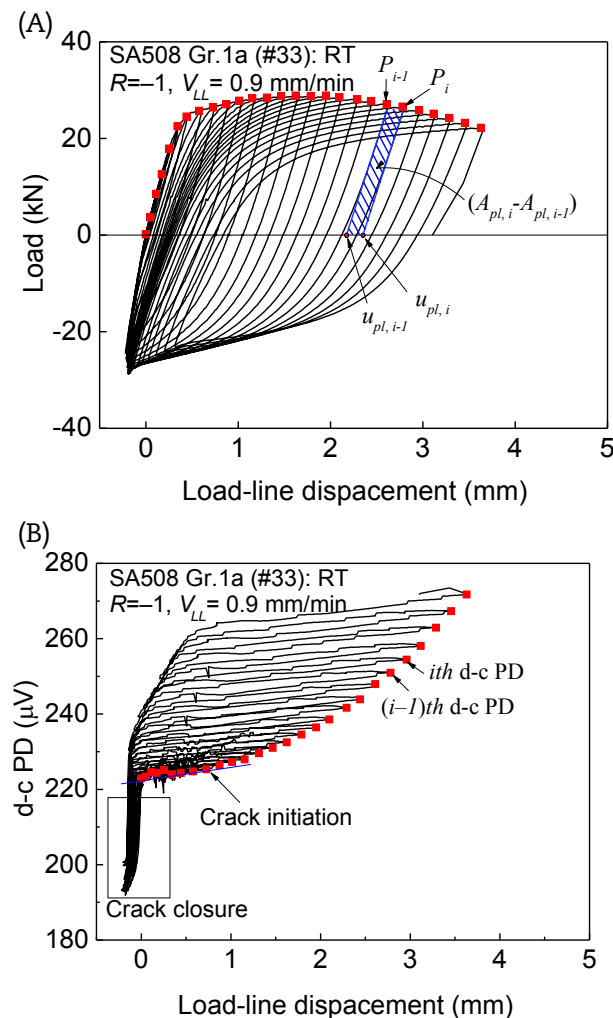 (A)
SA508 Gr.1a (#33): RT
R=–1, V_LL = 0.9 mm/min
P_i-1
P_i
(A_pl, i-A_pl, i-1)
u_pl, i-1
u_pl, i
40
20
0
-20
-40
Load (kN)
0 1 2 3 4 5
Load-line dispacement (mm)
(B)
SA508 Gr.1a (#33): RT
R=–1, V_LL = 0.9 mm/min
ith d-c PD
(i–1)th d-c PD
Crack initiation
Crack closure
280
260
240
220
200
180
d-c PD (μV)
0 1 2 3 4 5
Load-line dispacement (mm)